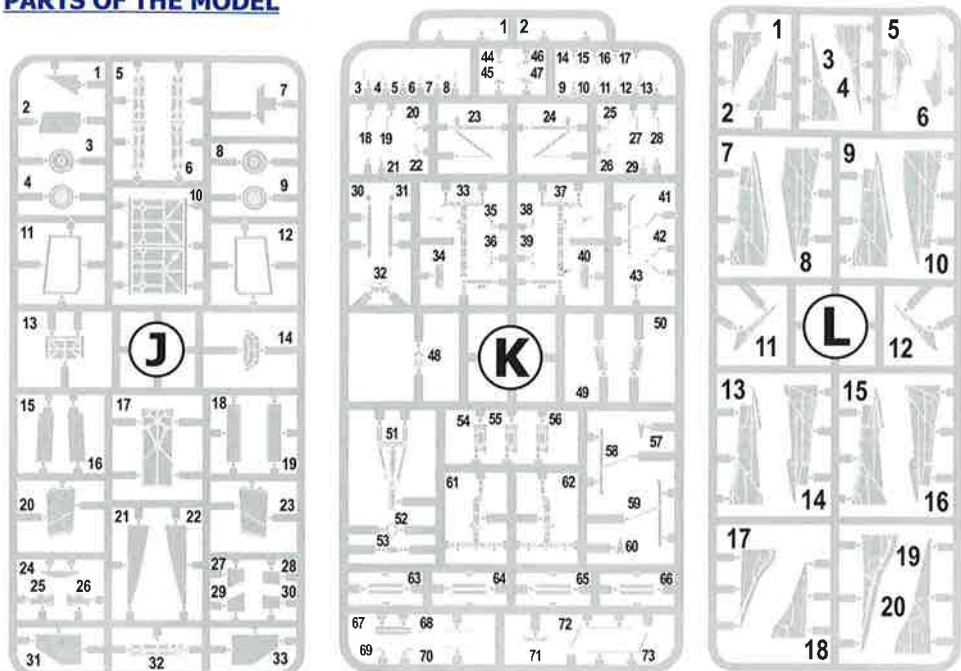 PARTS OF THE MODEL
1 5 7
2
3 8
4 6 9
10
11 12
13 J 14
15 17 18
16 19
20 21 22 23
24 27 28
25 26 29 30
31 32 33
1 2
44 46 14 15 16 17
45 47
3 4 5 6 7 8 9 10 11 12 13
20 23 24 25
18 19 27 28
21 22 26 29
30 31 33 37 41
35 38
36 39 42
34 40
32 43
48 K 50
49
51 54 55 56 57
58
61 62
52 59
53 60
63 64 65 66
67 68 72
69 70 71 73
1 5
3
2 4 6
7 9
8 10
11 L 12
13 15
14 16
17 19
20
18